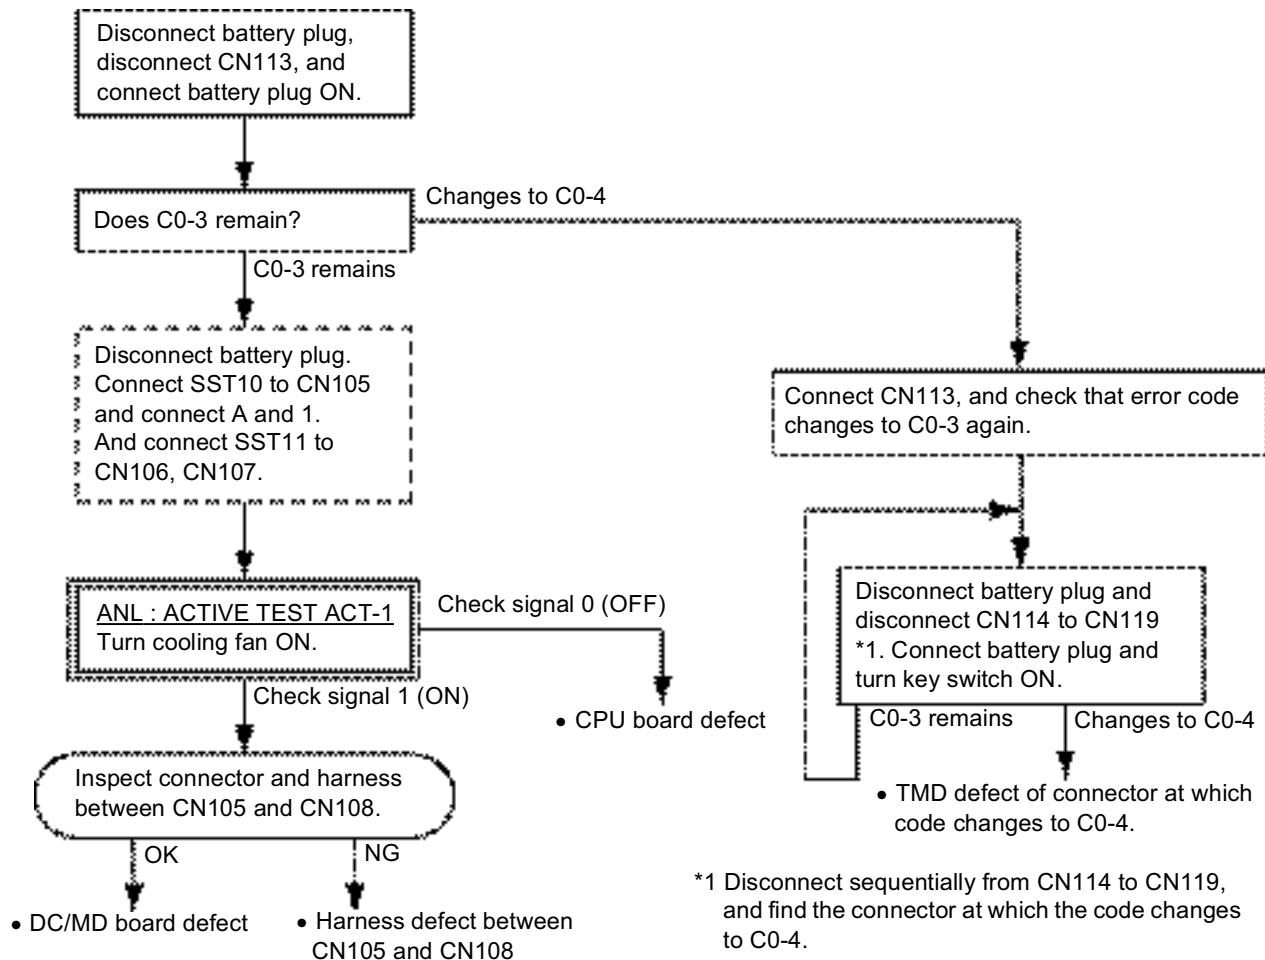 Disconnect battery plug,
disconnect CN113, and
connect battery plug ON.
Changes to C0-4
Does C0-3 remain?
C0-3 remains
Disconnect battery plug.
Connect SST10 to CN105
and connect A and 1.
And connect SST11 to
CN106, CN107.
Connect CN113, and check that error code
changes to C0-3 again.
ANL : ACTIVE TEST ACT-1
Turn cooling fan ON.
Check signal 0 (OFF)
Check signal 1 (ON)
• CPU board defect
Disconnect battery plug and
disconnect CN114 to CN119
*1. Connect battery plug and
turn key switch ON.
C0-3 remains
Changes to C0-4
• TMD defect of connector at which
code changes to C0-4.
Inspect connector and harness
between CN105 and CN108.
OK
NG
• DC/MD board defect
• Harness defect between
CN105 and CN108
*1 Disconnect sequentially from CN114 to CN119,
and find the connector at which the code changes
to C0-4.